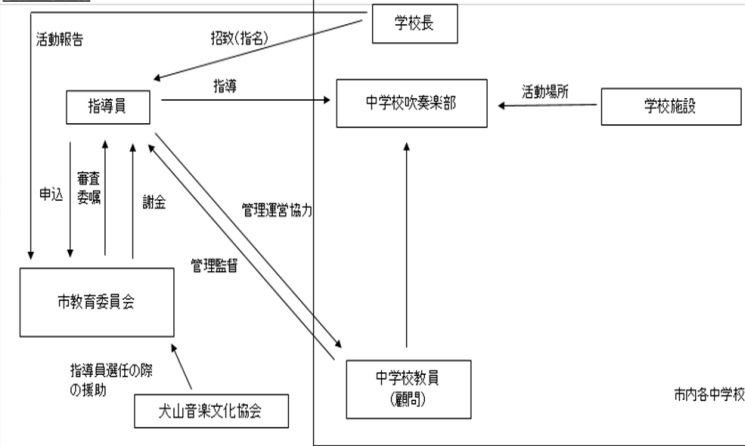 学校長
活動報告
招致(指名)
指導員
指導
中学校吹奏楽部
活動場所
学校施設
申込
審査
委嘱
謝金
管理運営協力
管理監督
市教育委員会
指導員選任の際
の援助
犬山音楽文化協会
中学校教員
(顧問)
市内各中学校